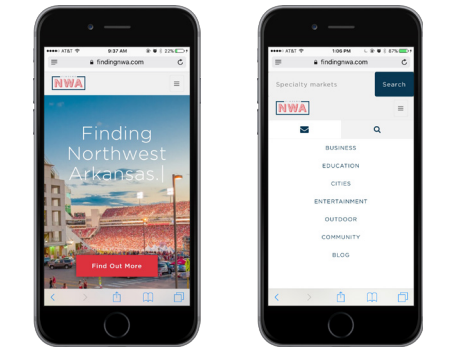 AT&T
9:37 AM
22%
findingnwa.com
NWA
Finding
Northwest
Arkansas.
Find Out More
AT&T
1:06 PM
87%
findingnwa.com
Specialty markets
Search
NWA
BUSINESS
EDUCATION
CITIES
ENTERTAINMENT
OUTDOOR
COMMUNITY
BLOG